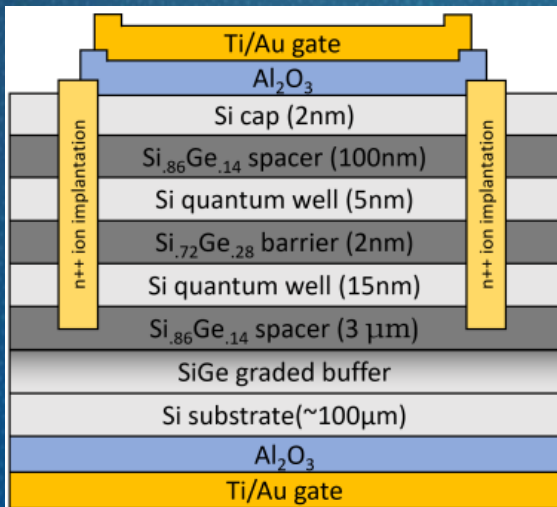 Ti/Au gate
Al₂O₃
Si cap (2nm)
Si.₈₆Ge.₁₄ spacer (100nm)
Si quantum well (5nm)
Si.₇₂Ge.₂₈ barrier (2nm)
Si quantum well (15nm)
Si.₈₆Ge.₁₄ spacer (3 μm)
SiGe graded buffer
Si substrate(~100μm)
Al₂O₃
Ti/Au gate
n++ ion implantation
n++ ion implantation